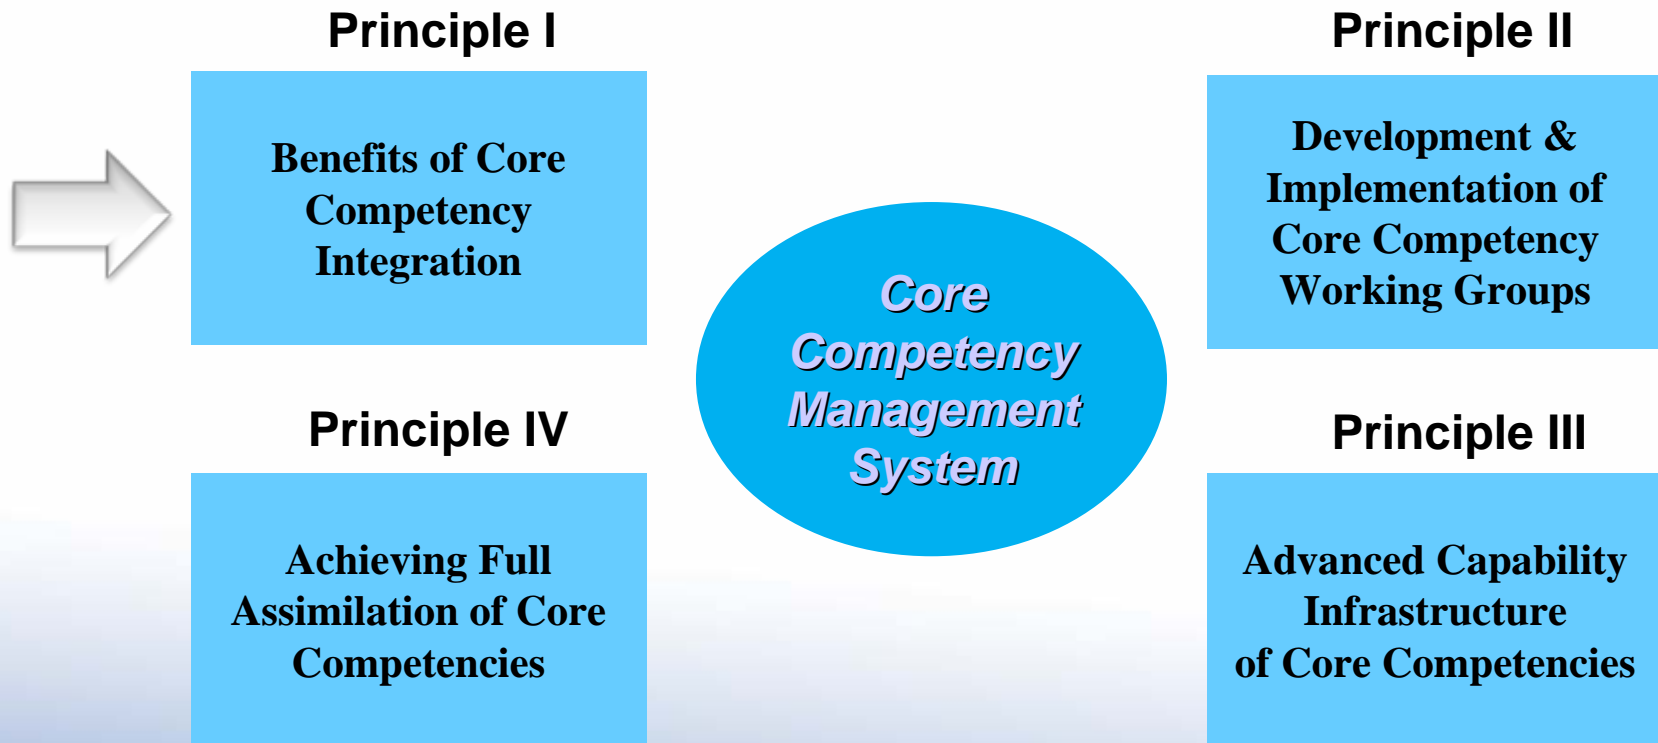 Principle I
Benefits of Core
Competency
Integration
Principle II
Development &
Implementation of
Core Competency
Working Groups
Core
Competency
Management
System
Principle IV
Achieving Full
Assimilation of Core
Competencies
Principle III
Advanced Capability
Infrastructure
of Core Competencies